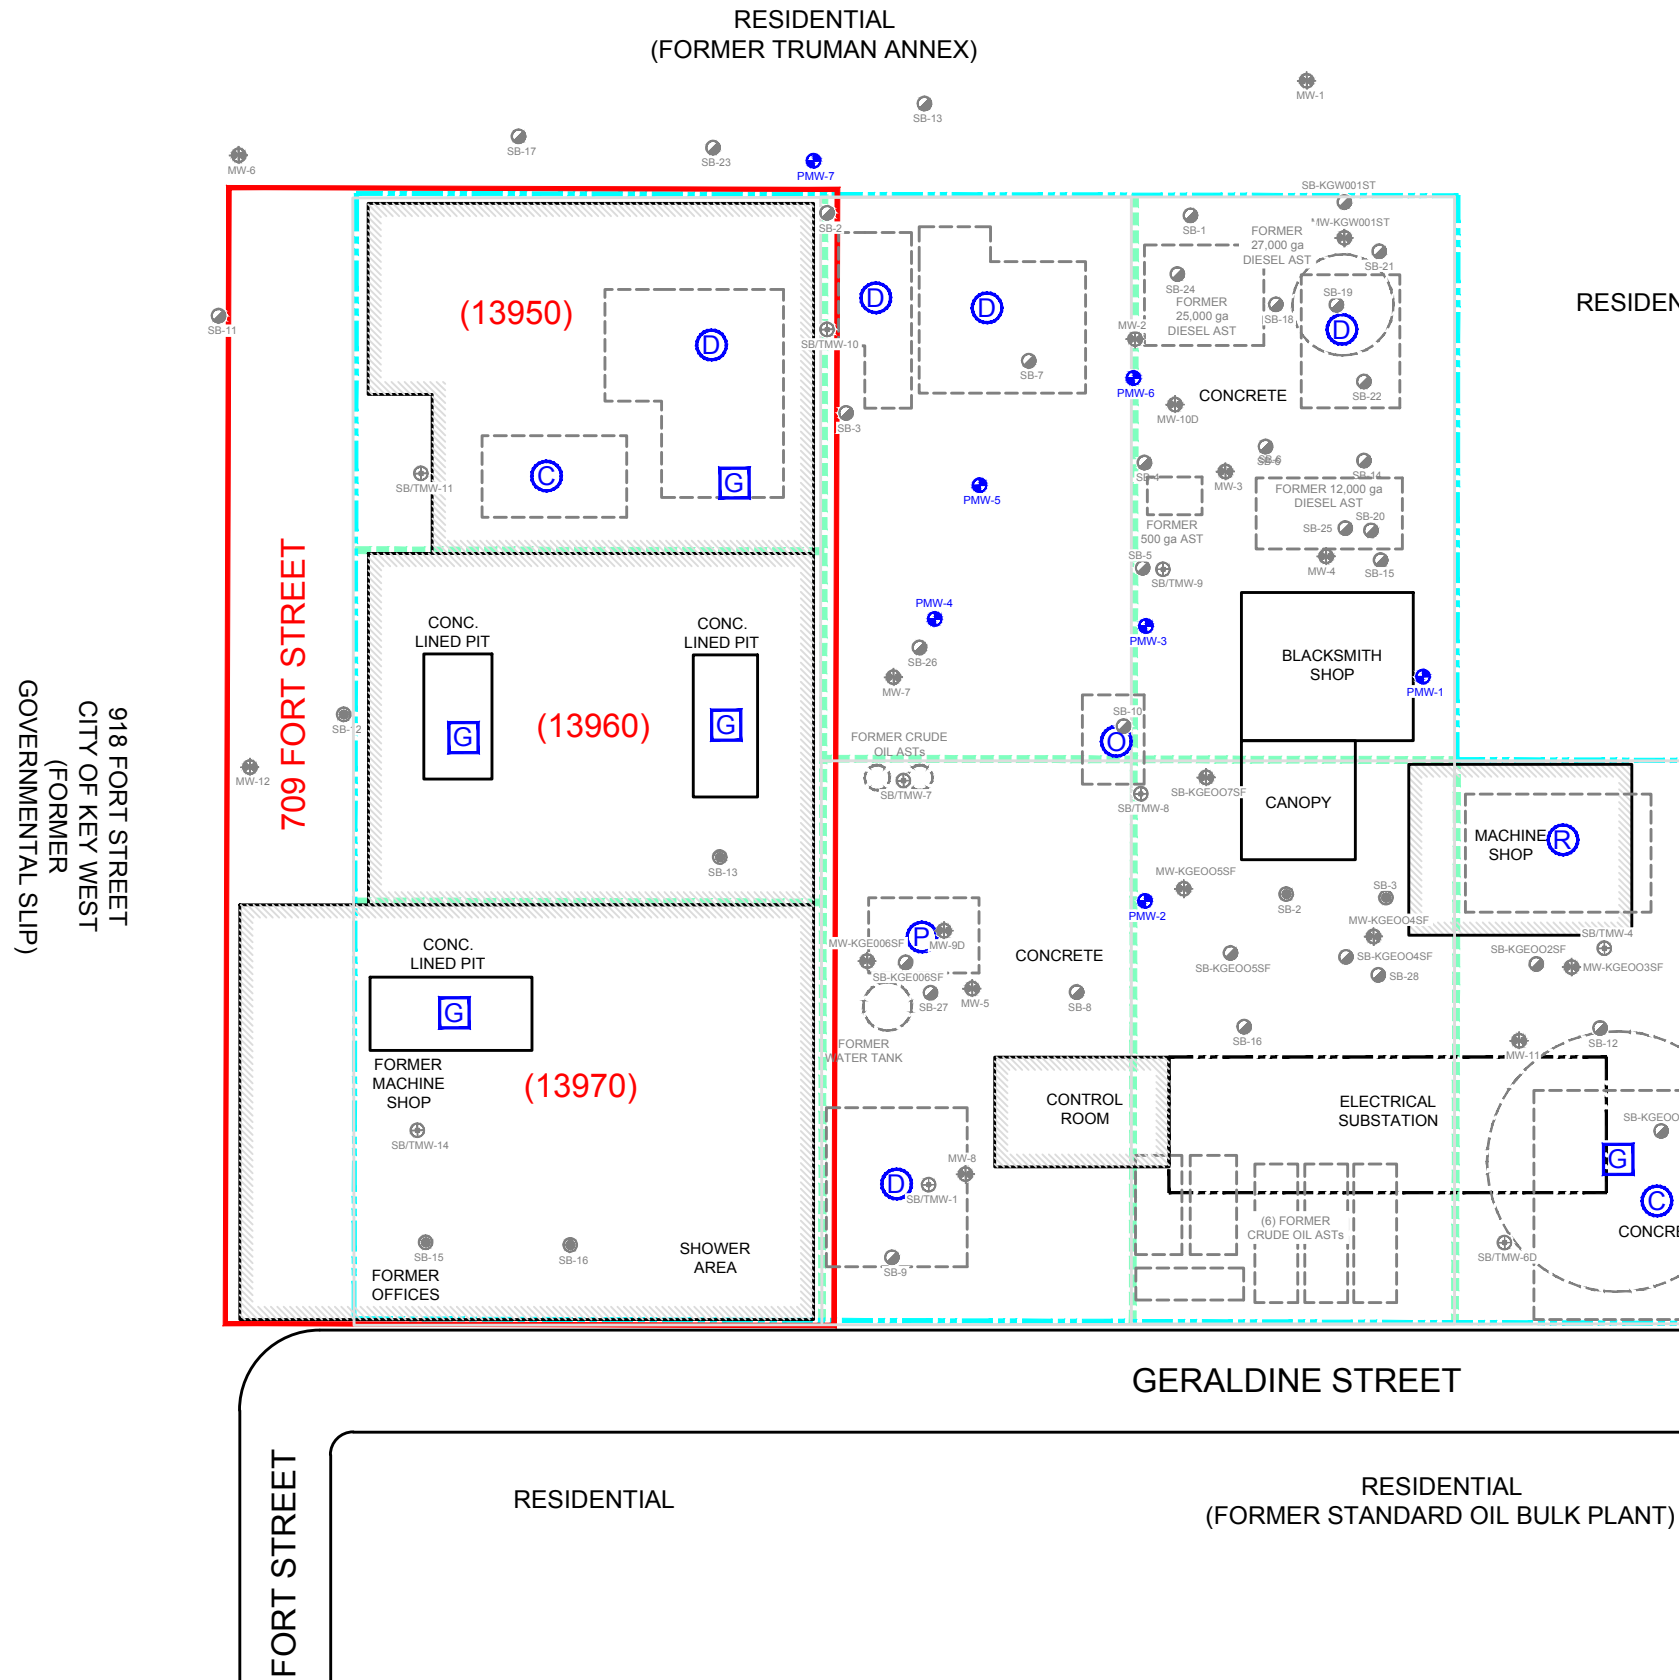 RESIDENTIAL
(FORMER TRUMAN ANNEX)
MW-1
SB-13
SB-17
SB-23
MW-6
PMW-7
SB-KGW001ST
SB-2
SB-1
MW-KGW001ST
FORMER
27,000 ga
DIESEL AST
SB-21
(13950)
D
D
D
SB-24
FORMER
25,000 ga
DIESEL AST
SB-19
SB-18
D
RESIDEN
SB-11
SB/TMW-10
MW-2
SB-7
PMW-6
CONCRETE
SB-22
MW-10D
SB-3
SB/TMW-11
C
G
PMW-5
SB-4
SB-6
MW-3
SB-14
FORMER 12,000 ga
DIESEL AST
SB-25
SB-20
FORMER
500 ga AST
SB-5
SB/TMW-9
MW-4
SB-15
709 FORT STREET
CONC.
LINED PIT
CONC.
LINED PIT
PMW-4
PMW-3
SB-26
MW-7
BLACKSMITH
SHOP
PMW-1
918 FORT STREET
CITY OF KEY WEST
(FORMER
GOVERNMENTAL SLIP)
SB-12
G
(13960)
G
SB-10
O
FORMER CRUDE
OIL ASTs
MW-12
SB/TMW-7
SB/TMW-8
SB-KGEOO7SF
CANOPY
MACHINE
SHOP
R
SB-13
MW-KGEOO5SF
PMW-2
SB-2
SB-3
MW-KGEOO4SF
SB/TMW-4
CONC.
LINED PIT
P
MW-9D
MW-KGE006SF
SB-KGE006SF
CONCRETE
SB-KGEOO5SF
SB-KGEOO4SF
SB-28
SB-KGEOO2SF
MW-KGEOO3SF
G
SB-27
MW-5
SB-8
SB-16
FORMER
WATER TANK
MW-11
SB-12
FORMER
MACHINE
SHOP
(13970)
CONTROL
ROOM
ELECTRICAL
SUBSTATION
SB-KGEOO
SB/TMW-14
D
MW-8
SB/TMW-1
G
C
CONCRE
(6) FORMER
CRUDE OIL ASTs
SB/TMW-6D
SB-15
SB-16
SHOWER
AREA
SB-9
FORMER
OFFICES
GERALDINE STREET
FORT STREET
RESIDENTIAL
RESIDENTIAL
(FORMER STANDARD OIL BULK PLANT)